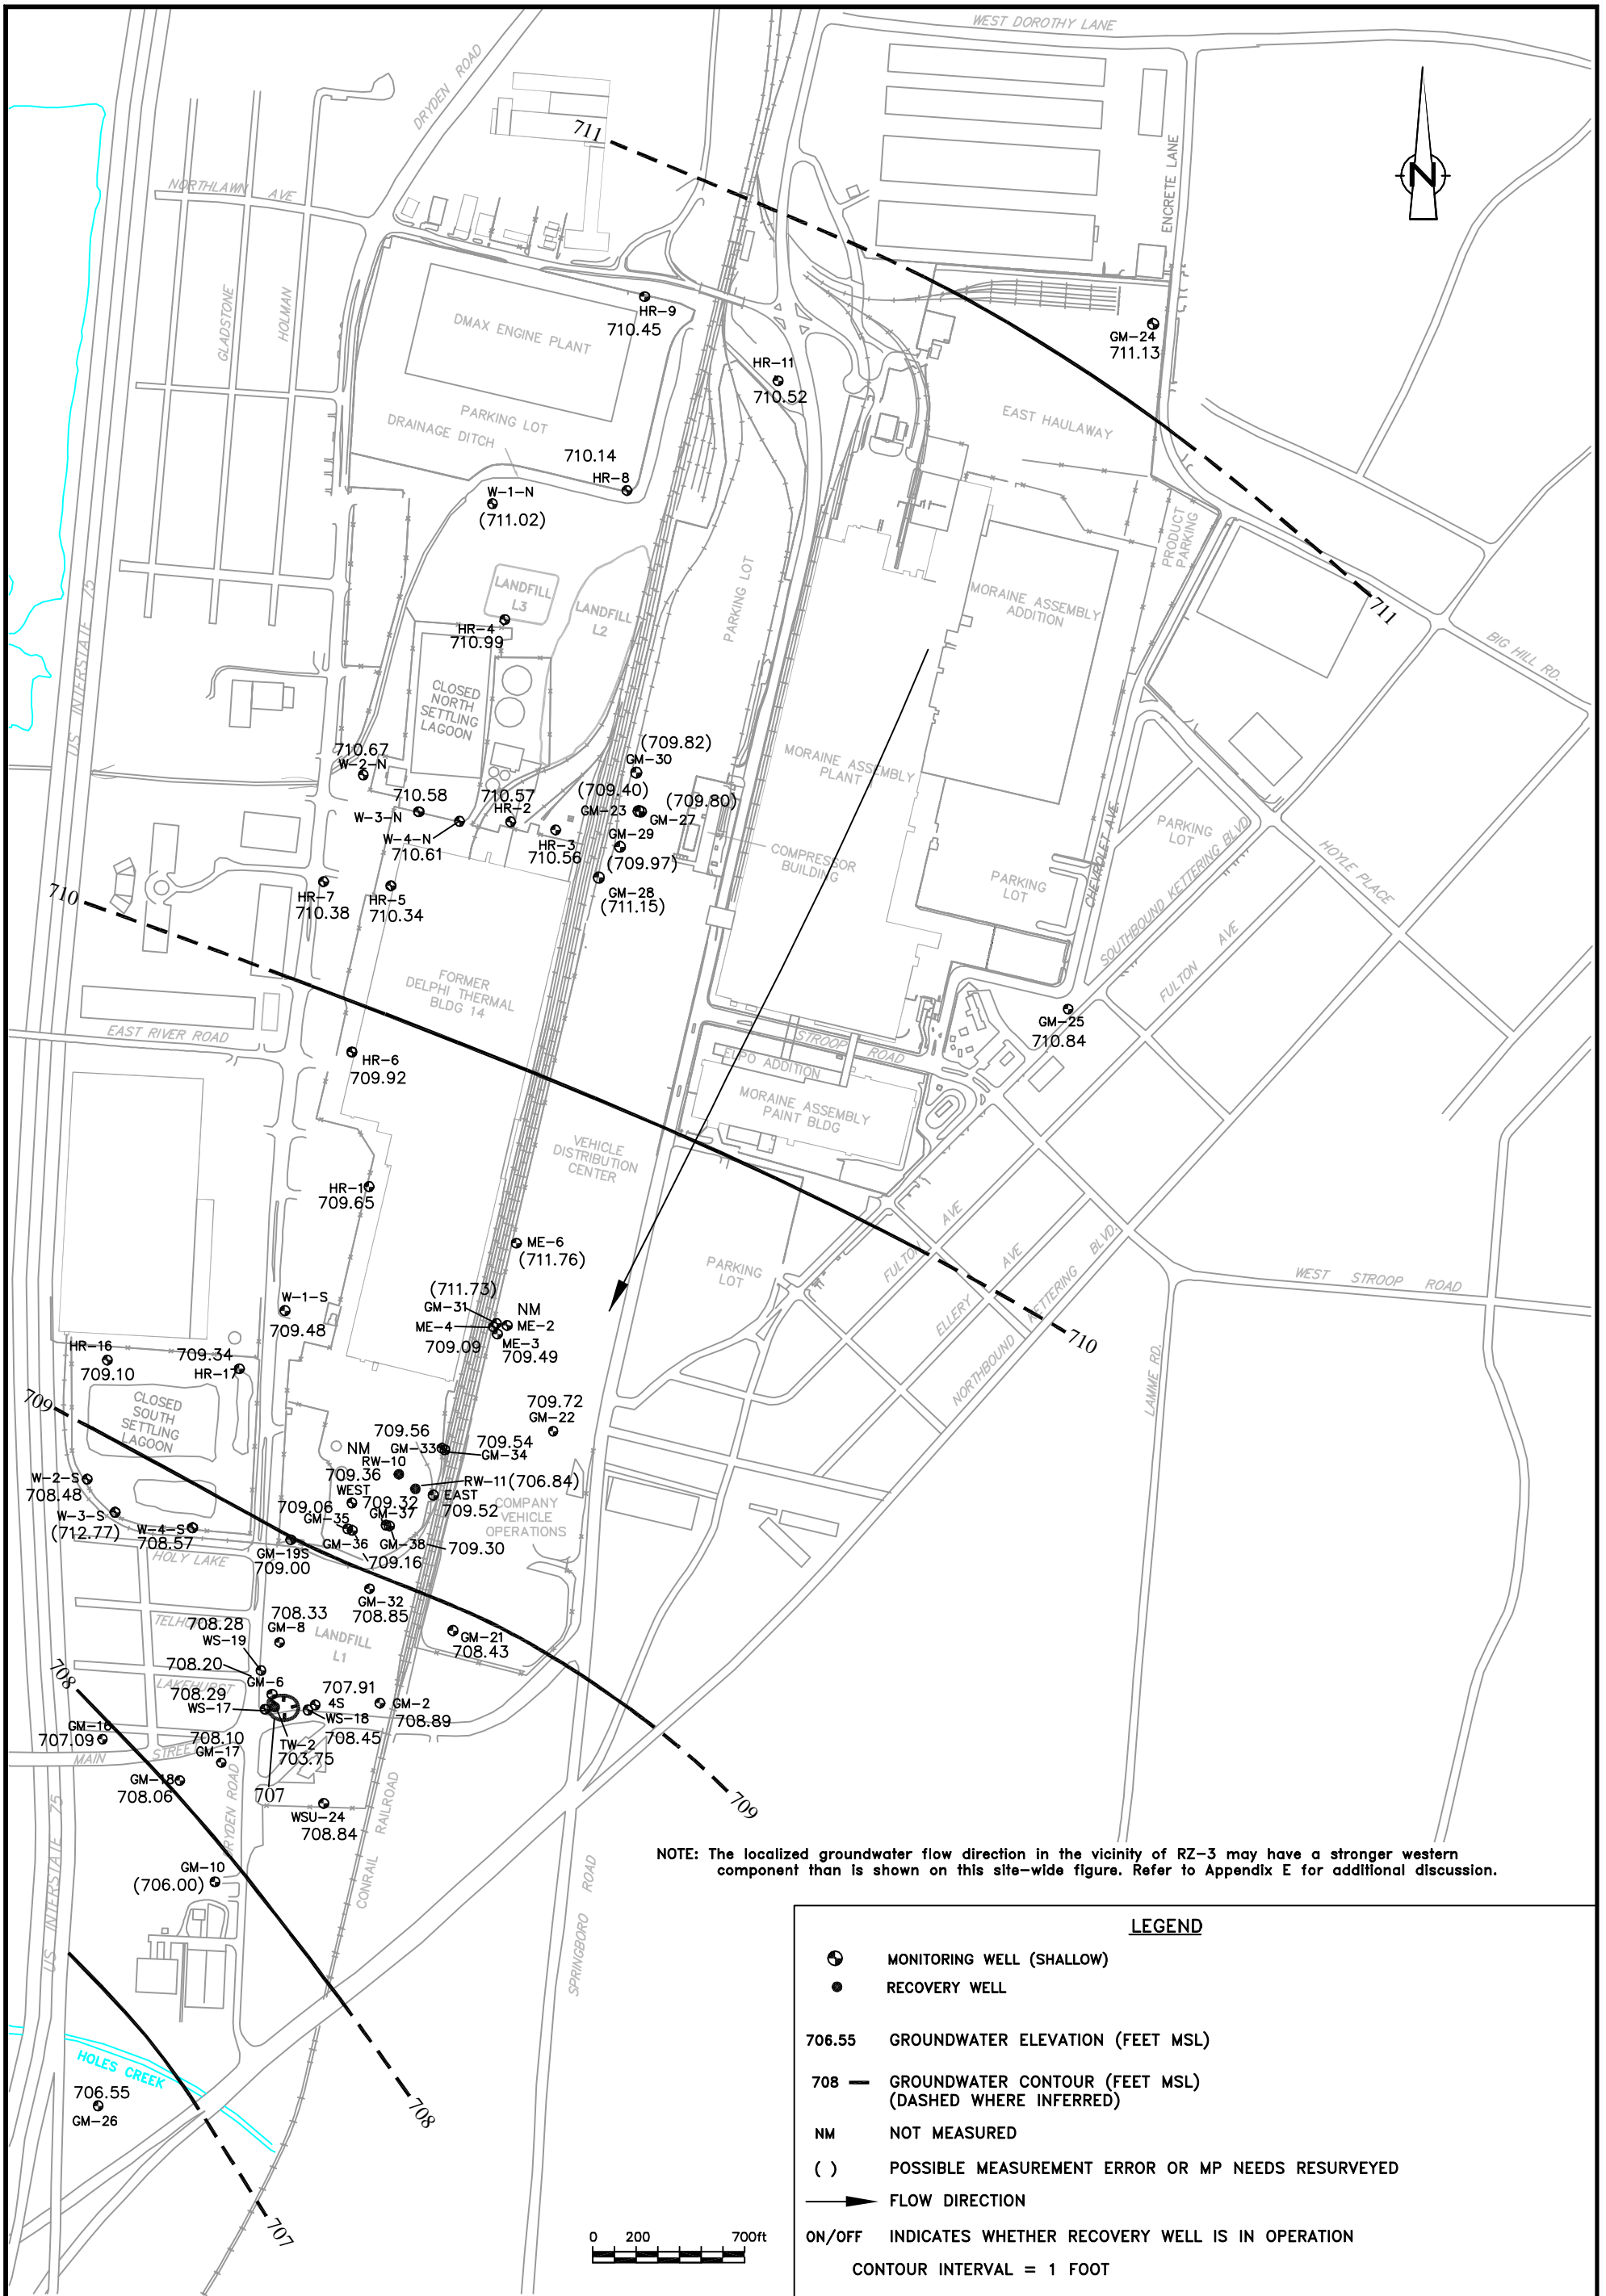 WEST DOROTHY LANE
DRYDEN ROAD
711
N
ENCRETE LANE
NORTHLAWN AVE
GLADSTONE
HOLMAN
HR-9
710.45
DMAX ENGINE PLANT
GM-24
711.13
HR-11
710.52
PARKING LOT
DRAINAGE DITCH
EAST HAULAWAY
710.14
HR-8
W-1-N
(711.02)
PRODUCT
PARKING
PARKING LOT
LANDFILL
L3
LANDFILL
L2
MORAINE ASSEMBLY
ADDITION
711
HR-4
710.99
BIG HILL RD.
US INTERSTATE 75
CLOSED
NORTH
SETTLING
LAGOON
710.67
W-2-N
(709.82)
GM-30
MORAINE ASSEMBLY
PLANT
710.58
W-3-N
710.57
HR-2
(709.40)
GM-23
(709.80)
GM-27
W-4-N
710.61
HR-3
710.56
GM-29
(709.97)
PARKING
LOT
CHEVROLET AVE.
SOUTHBOUND KETTERING BLVD
HOYLE PLACE
COMPRESSOR
BUILDING
710
HR-7
710.38
HR-5
710.34
GM-28
(711.15)
PARKING
LOT
FULTON AVE
FORMER
DELPHI THERMAL
BLDG 14
EAST RIVER ROAD
GM-25
710.84
STROOP ROAD
HR-6
709.92
ELPO ADDITION
MORAINE ASSEMBLY
PAINT BLDG
VEHICLE
DISTRIBUTION
CENTER
HR-1
709.65
ME-6
(711.76)
PARKING
LOT
FULTON AVE
ELLERY AVE
NORTHBOUND KETTERING BLVD.
WEST STROOP ROAD
(711.73)
GM-31
NM
ME-2
ME-4
709.09
ME-3
709.49
W-1-S
709.48
710
LAMME RD.
HR-16
709.10
709.34
HR-17
709
CLOSED
SOUTH
SETTLING
LAGOON
709.72
GM-22
709.56
GM-33
709.54
GM-34
NM
RW-10
709.36
WEST
RW-11 (706.84)
EAST
709.52
W-2-S
708.48
W-3-S
(712.77)
W-4-S
708.57
709.06
GM-35
709.32
GM-37
COMPANY
VEHICLE
OPERATIONS
GM-36
709.16
GM-38
709.30
GM-19S
709.00
HOLY LAKE
GM-32
708.85
708.33
GM-8
LANDFILL
L1
GM-21
708.43
708.28
WS-19
708.20
GM-6
LAKEHURST
708
708.29
WS-17
707.91
4S
WS-18
708.45
GM-2
708.89
GM-16
707.09
MAIN STREET
708.10
GM-17
TW-2
703.75
707
GM-18
708.06
DRYDEN ROAD
WSU-24
708.84
CONRAIL RAILROAD
709
US INTERSTATE 75
GM-10
(706.00)
SPRINGBORO ROAD
NOTE: The localized groundwater flow direction in the vicinity of RZ-3 may have a stronger western
component than is shown on this site-wide figure. Refer to Appendix E for additional discussion.
HOLES CREEK
706.55
GM-26
708
707
0 200 700ft
LEGEND
MONITORING WELL (SHALLOW)
RECOVERY WELL
706.55 GROUNDWATER ELEVATION (FEET MSL)
708 GROUNDWATER CONTOUR (FEET MSL)
(DASHED WHERE INFERRED)
NM NOT MEASURED
( ) POSSIBLE MEASUREMENT ERROR OR MP NEEDS RESURVEYED
FLOW DIRECTION
ON/OFF INDICATES WHETHER RECOVERY WELL IS IN OPERATION
CONTOUR INTERVAL = 1 FOOT